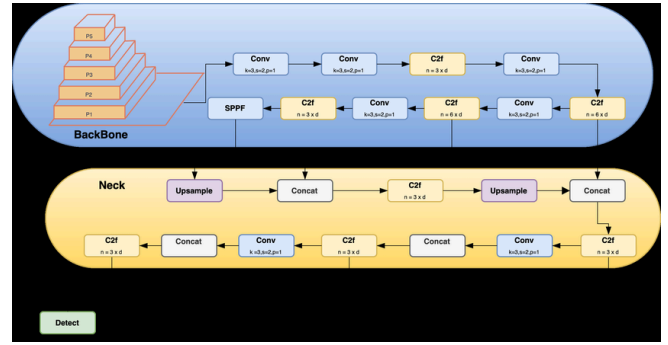 P5
P4
P3
P2
P1
BackBone
Conv
k=3,s=2,p=1
Conv
k=3,s=2,p=1
C2f
n = 3 x d
Conv
k=3,s=2,p=1
SPPF
C2f
n = 3 x d
Conv
k=3,s=2,p=1
C2f
n = 6 x d
Conv
k=3,s=2,p=1
C2f
n = 6 x d
Neck
Upsample
Concat
C2f
n = 3 x d
Upsample
Concat
C2f
n = 3 x d
Concat
Conv
k =3,s=2,p=1
C2f
n = 3 x d
Concat
Conv
k=3,s=2,p=1
C2f
n = 3 x d
Detect